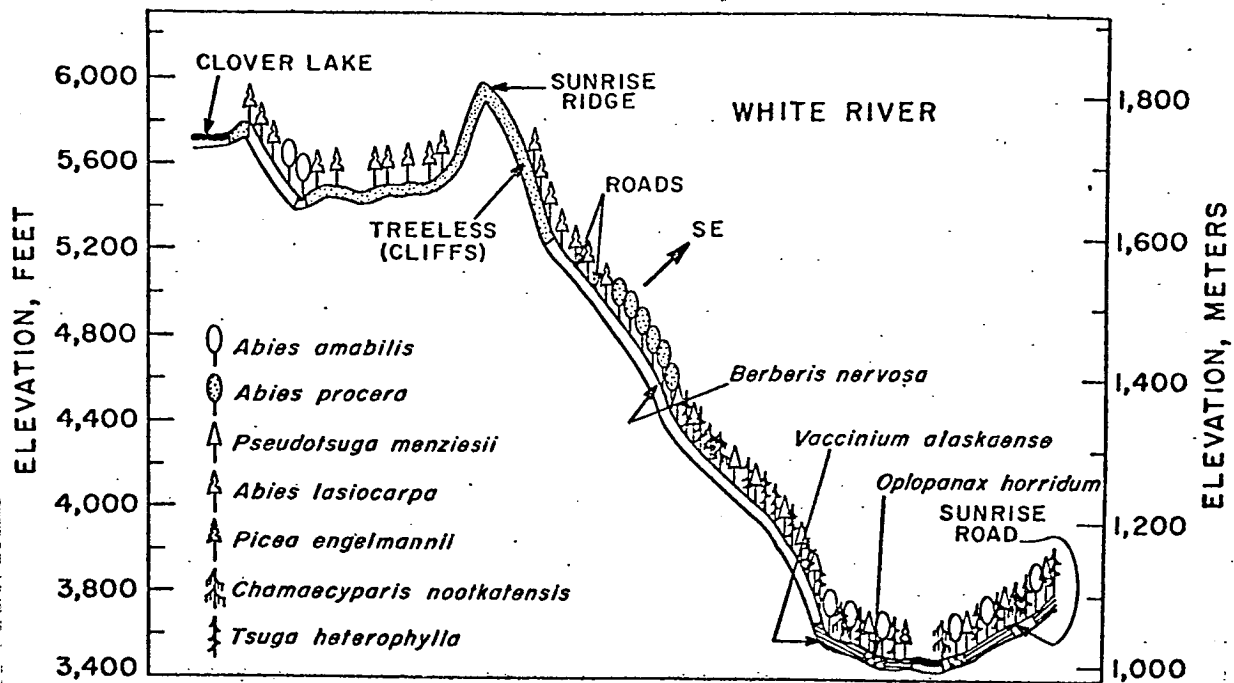 CLOVER LAKE
SUNRISE
RIDGE
WHITE RIVER
ROADS
TREELESS
(CLIFFS)
SE
Berberis nervosa
Vaccinium alaskaense
Oplopanax horridum
SUNRISE
ROAD
Abies amabilis
Abies procera
Pseudotsuga menziesii
Abies lasiocarpa
Picea engelmannii
Chamaecyparis nootkatensis
Tsuga heterophylla
ELEVATION, FEET
6,000
5,600
5,200
4,800
4,400
4,000
3,800
3,400
ELEVATION, METERS
1,800
1,600
1,400
1,200
1,000